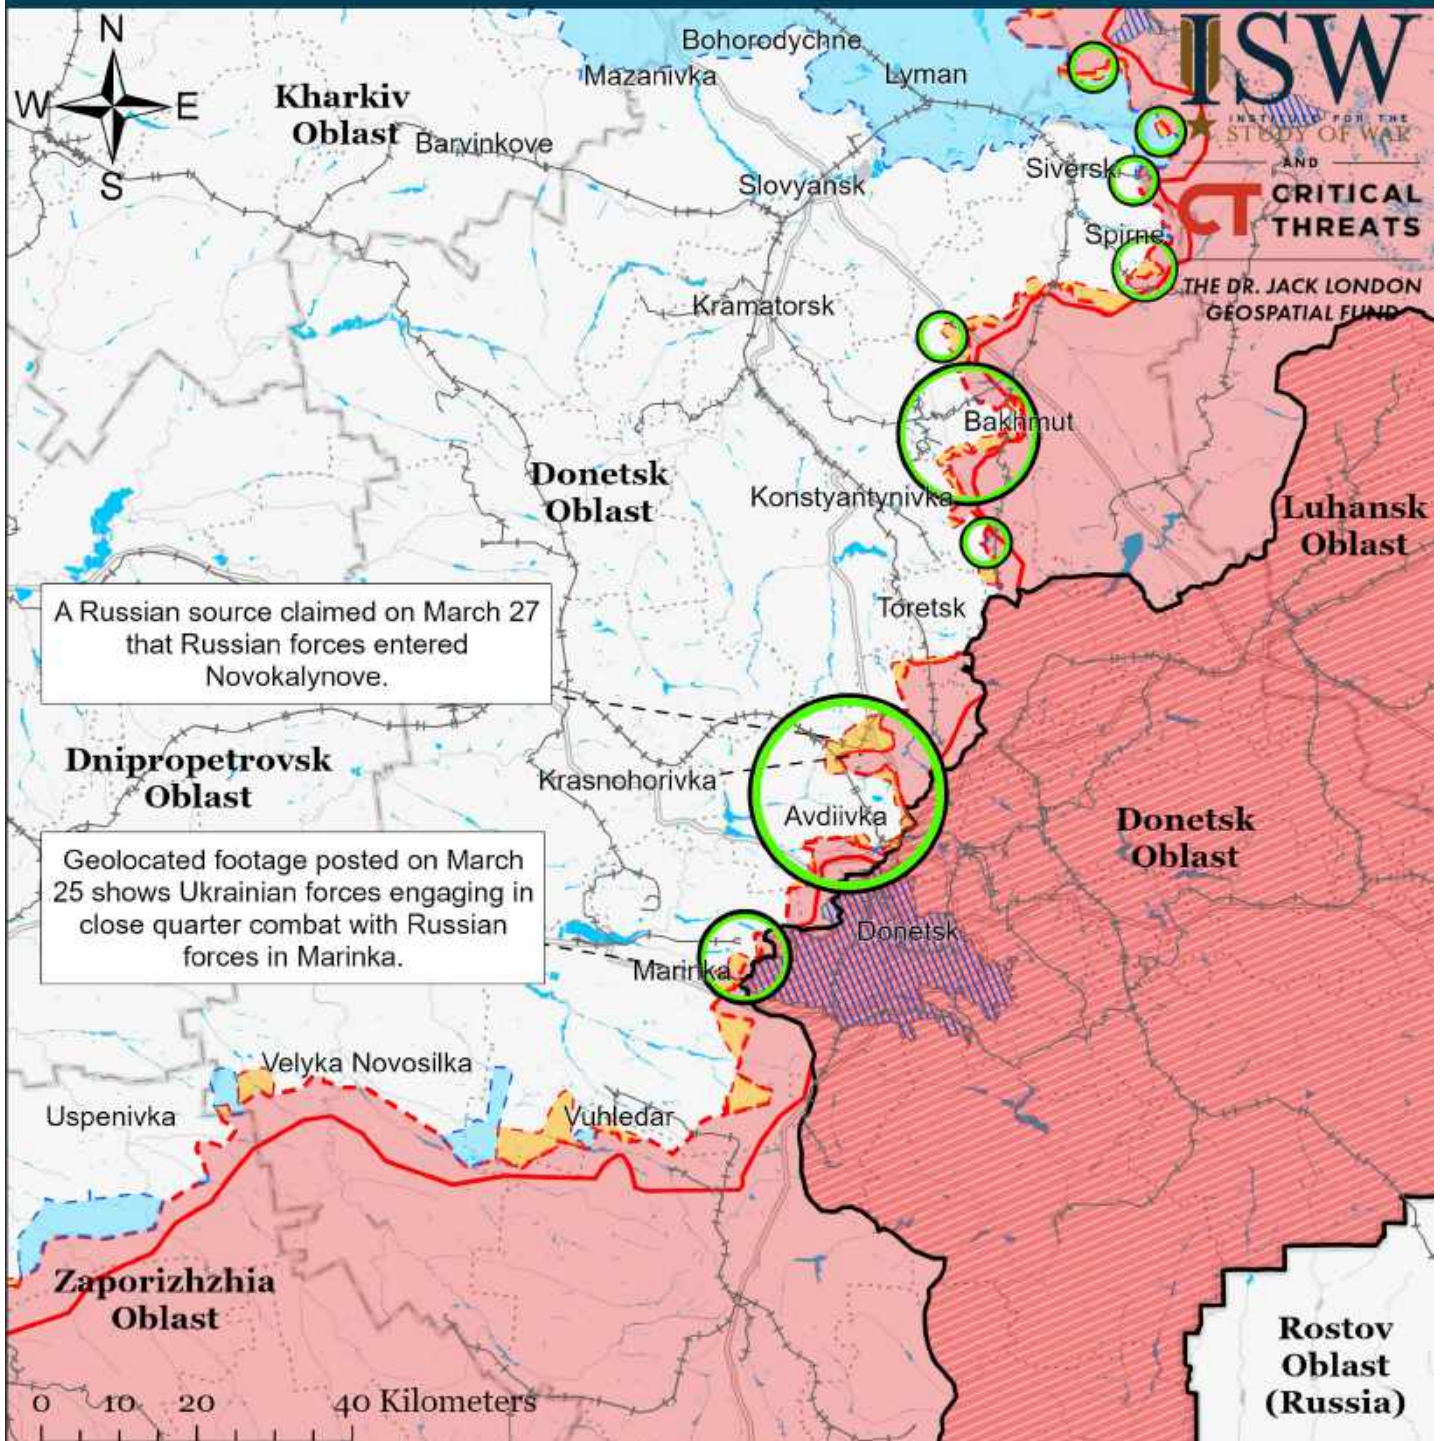 N
W
E
S
ISW
INSTITUTE FOR THE
STUDY OF WAR
AND
CT CRITICAL
THREATS
THE DR. JACK LONDON
GEOSPATIAL FUND
Bohorodychne
Mazanivka
Lyman
Kharkiv
Oblast
Barvinkove
Siversk
Slovyansk
Spirne
Kramatorsk
Bakhmut
Donetsk
Oblast
Konstyantynivka
Luhansk
Oblast
A Russian source claimed on March 27
that Russian forces entered
Novokalynove.
Toretsk
Dnipropetrovsk
Oblast
Krasnohorivka
Avdiivka
Donetsk
Oblast
Geolocated footage posted on March
25 shows Ukrainian forces engaging in
close quarter combat with Russian
forces in Marinka.
Donetsk
Marinka
Velyka Novosilka
Uspenivka
Vuhledar
Zaporizhzhia
Oblast
Rostov
Oblast
(Russia)
0 10 20 40 Kilometers